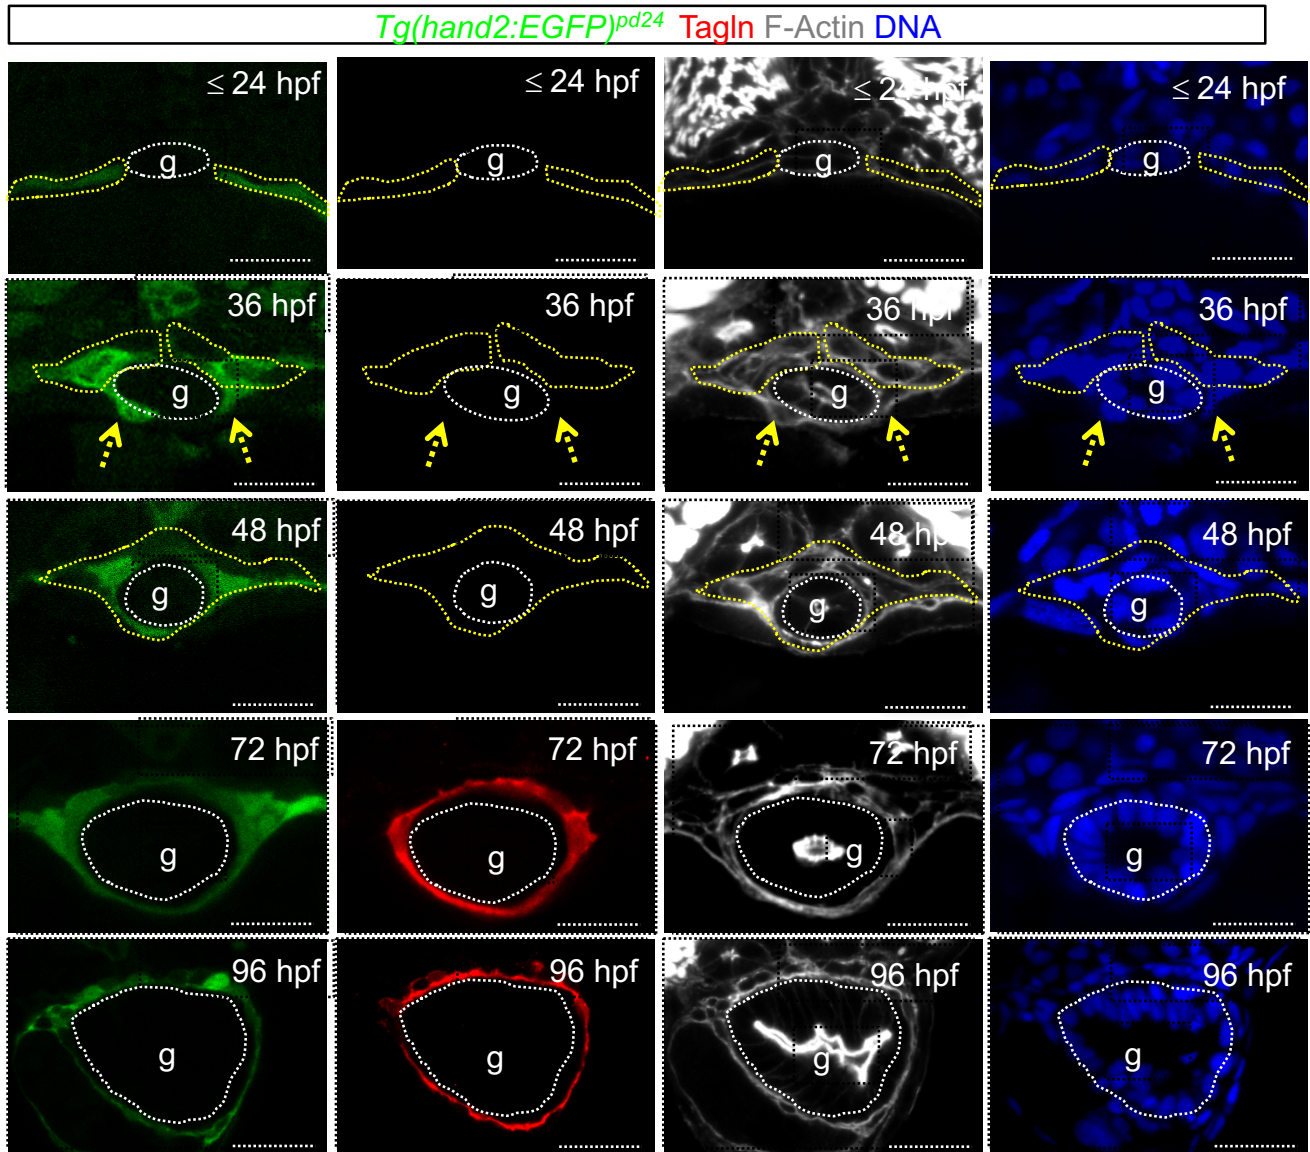 Tg(hand2:EGFP)pd24 Tagln F-Actin DNA
≤ 24 hpf ≤ 24 hpf ≤ 24 hpf ≤ 24 hpf
g g g g
36 hpf 36 hpf 36 hpf 36 hpf
g g g g
48 hpf 48 hpf 48 hpf 48 hpf
g g g g
72 hpf 72 hpf 72 hpf 72 hpf
g g g g
96 hpf 96 hpf 96 hpf 96 hpf
g g g g